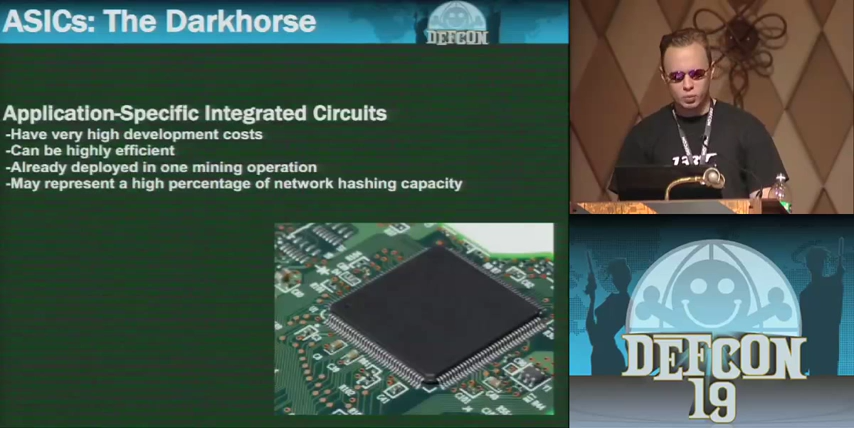 ASICs: The Darkhorse
DEFCON
Application-Specific Integrated Circuits
-Have very high development costs
-Can be highly efficient
-Already deployed in one mining operation
-May represent a high percentage of network hashing capacity
DEFCON
19